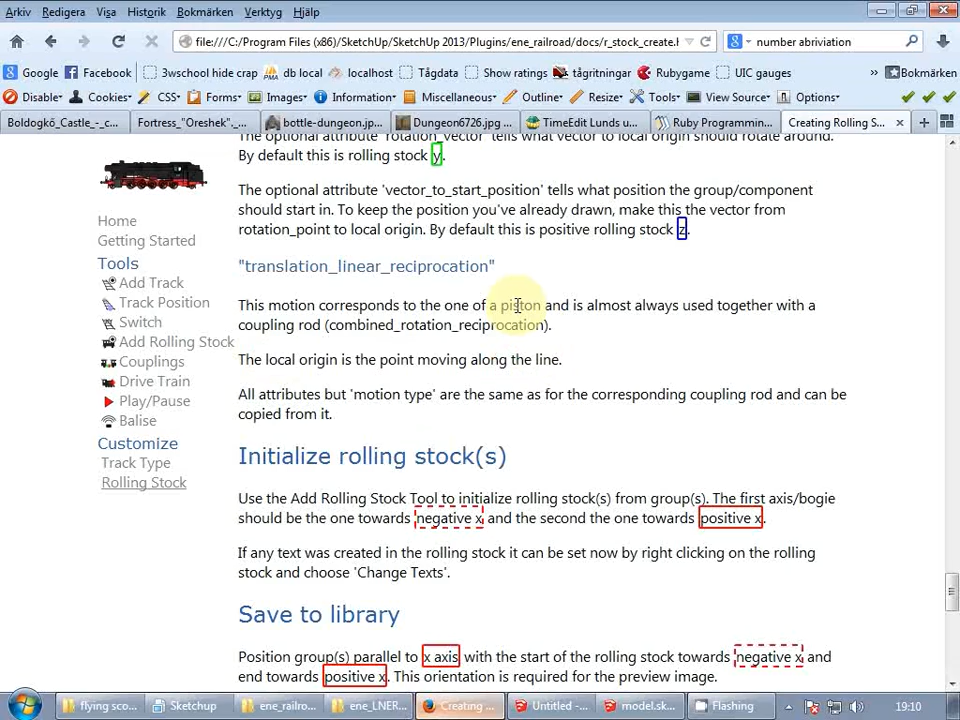 Arkiv Redigera Visa Historik Bokmärken Verktyg Hjälp
file:///C:/Program Files (x86)/SketchUp/SketchUp 2013/Plugins/ene_railroad/docs/r_stock_create.h
number abriviation
Google Facebook 3wschool hide crap db local localhost Tågdata Show ratings tågritningar Rubygame UIC gauges » Bokmärken
Disable Cookies CSS Forms Images Information Miscellaneous Outline Resize Tools View Source Options
Boldogkő_Castle_-_c... Fortress_"Oreshek"._... bottle-dungeon.jp... Dungeon6726.jpg ... TimeEdit Lunds u... Ruby Programmin... Creating Rolling S...
The optional attribute 'rotation_vector' tells what vector to local origin should rotate around.
By default this is rolling stock y.
The optional attribute 'vector_to_start_position' tells what position the group/component
should start in. To keep the position you've already drawn, make this the vector from
rotation_point to local origin. By default this is positive rolling stock z.
"translation_linear_reciprocation"
This motion corresponds to the one of a piston and is almost always used together with a
coupling rod (combined_rotation_reciprocation).
The local origin is the point moving along the line.
All attributes but 'motion type' are the same as for the corresponding coupling rod and can be
copied from it.
Initialize rolling stock(s)
Use the Add Rolling Stock Tool to initialize rolling stock(s) from group(s). The first axis/bogie
should be the one towards negative x and the second the one towards positive x.
If any text was created in the rolling stock it can be set now by right clicking on the rolling
stock and choose 'Change Texts'.
Save to library
Position group(s) parallel to x axis with the start of the rolling stock towards negative x, and
end towards positive x. This orientation is required for the preview image.
Home
Getting Started
Tools
Add Track
Track Position
Switch
Add Rolling Stock
Couplings
Drive Train
Play/Pause
Balise
Customize
Track Type
Rolling Stock
flying sco... Sketchup ene_railro... ene_LNER... Creating ... Untitled -... model.sk... Flashing 19:10